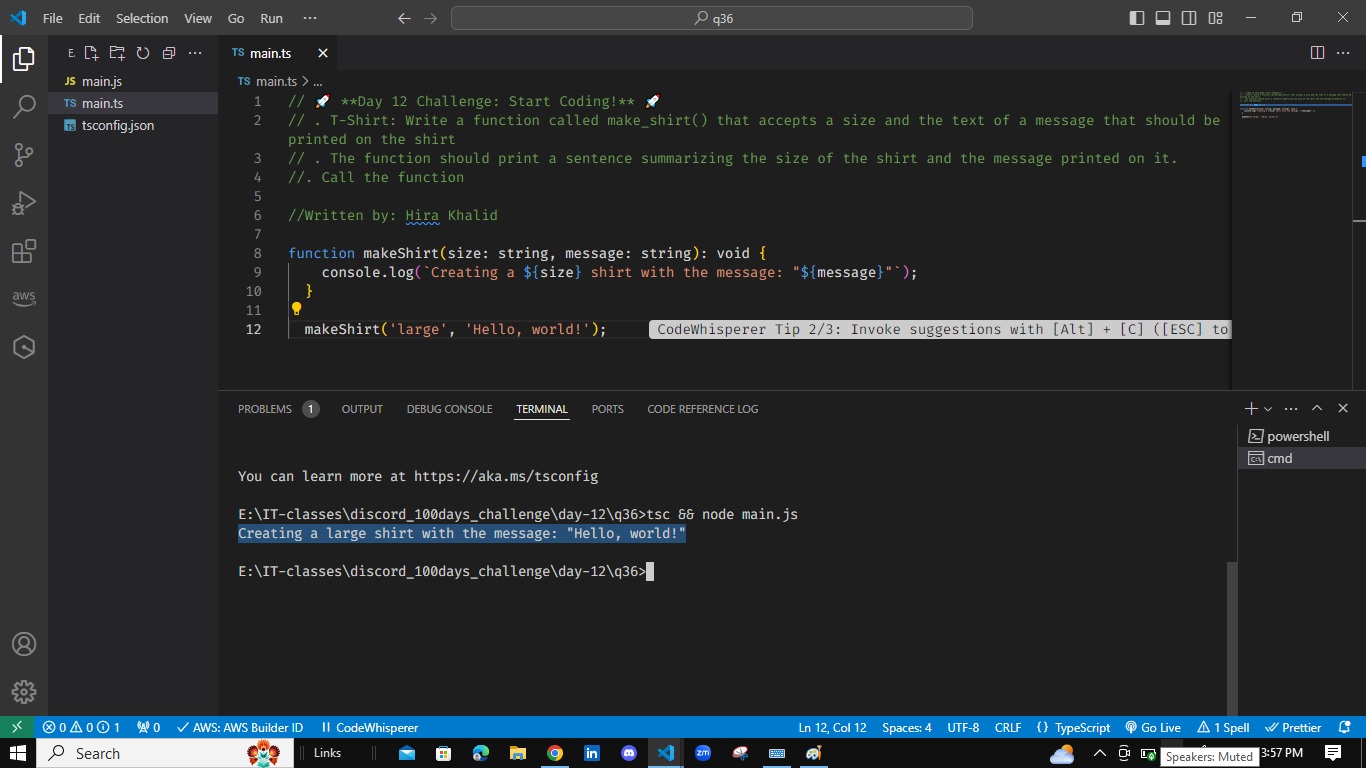 File Edit Selection View Go Run ··· q36
E. ···
JS main.js
TS main.ts
tsconfig.json
TS main.ts
TS main.ts > ...
1 // 🚀 **Day 12 Challenge: Start Coding!** 🚀
2 // . T-Shirt: Write a function called make_shirt() that accepts a size and the text of a message that should be
printed on the shirt
3 // . The function should print a sentence summarizing the size of the shirt and the message printed on it.
4 //. Call the function
5
6 //Written by: Hira Khalid
7
8 function makeShirt(size: string, message: string): void {
9 console.log(`Creating a ${size} shirt with the message: "${message}"`);
10 }
11
12 makeShirt('large', 'Hello, world!'); CodeWhisperer Tip 2/3: Invoke suggestions with [Alt] + [C] ([ESC] to
PROBLEMS 1 OUTPUT DEBUG CONSOLE TERMINAL PORTS CODE REFERENCE LOG
powershell
cmd
You can learn more at https://aka.ms/tsconfig
E:\IT-classes\discord_100days_challenge\day-12\q36>tsc && node main.js
Creating a large shirt with the message: "Hello, world!"
E:\IT-classes\discord_100days_challenge\day-12\q36>
aws
0 0 1 0 AWS: AWS Builder ID CodeWhisperer Ln 12, Col 12 Spaces: 4 UTF-8 CRLF {} TypeScript Go Live 1 Spell Prettier
Search Links 3:57 PM
Speakers: Muted